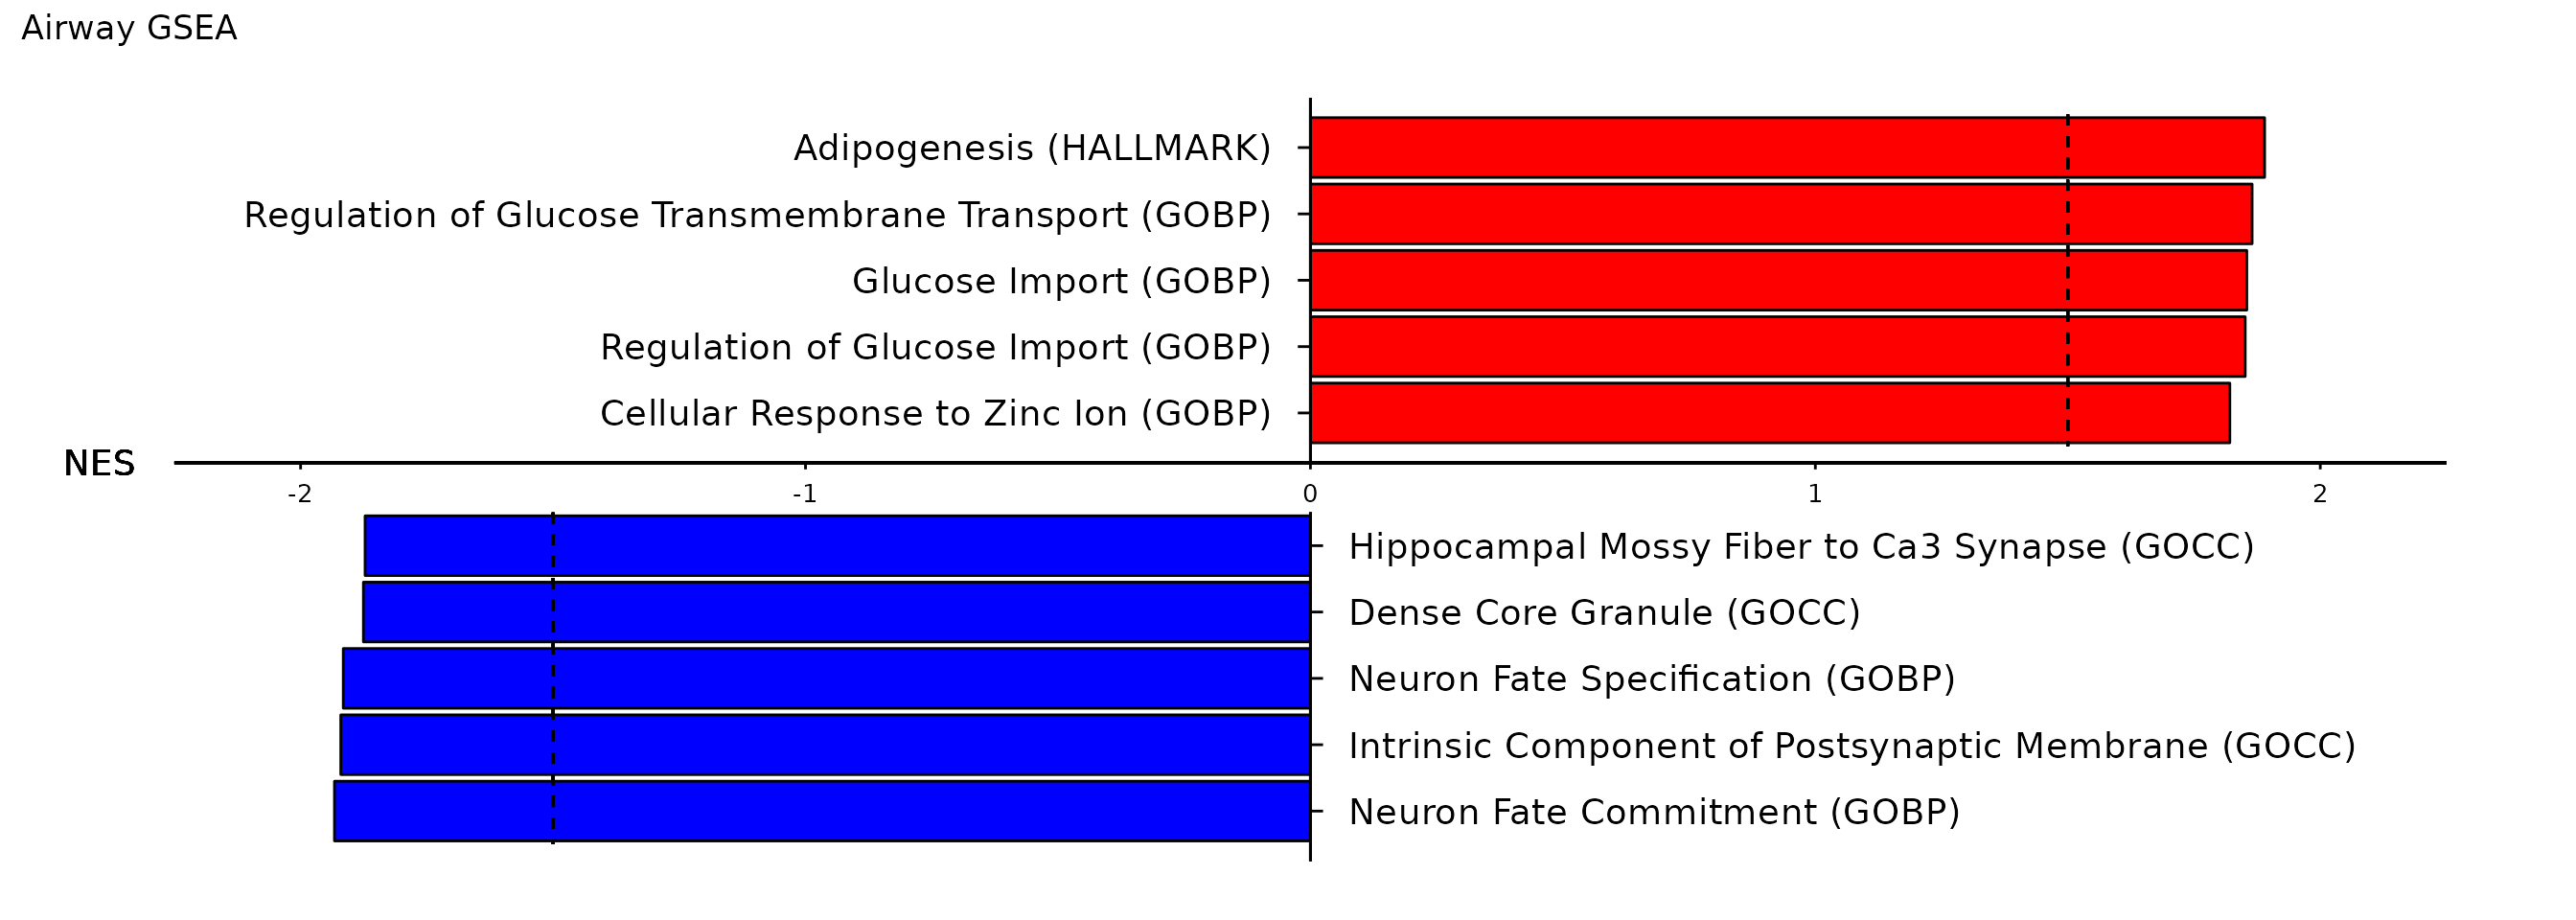 Airway GSEA
Adipogenesis (HALLMARK)
Regulation of Glucose Transmembrane Transport (GOBP)
Glucose Import (GOBP)
Regulation of Glucose Import (GOBP)
Cellular Response to Zinc Ion (GOBP)
NES
-2 -1 0 1 2
Hippocampal Mossy Fiber to Ca3 Synapse (GOCC)
Dense Core Granule (GOCC)
Neuron Fate Specification (GOBP)
Intrinsic Component of Postsynaptic Membrane (GOCC)
Neuron Fate Commitment (GOBP)